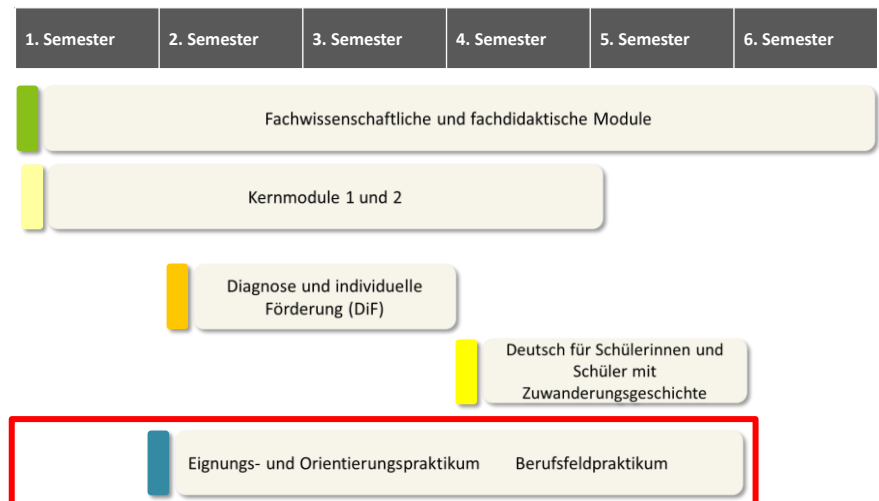 1. Semester 2. Semester 3. Semester 4. Semester 5. Semester 6. Semester
Fachwissenschaftliche und fachdidaktische Module
Kernmodule 1 und 2
Diagnose und individuelle
Förderung (DiF)
Deutsch für Schülerinnen und
Schüler mit
Zuwanderungsgeschichte
Eignungs- und Orientierungspraktikum Berufsfeldpraktikum